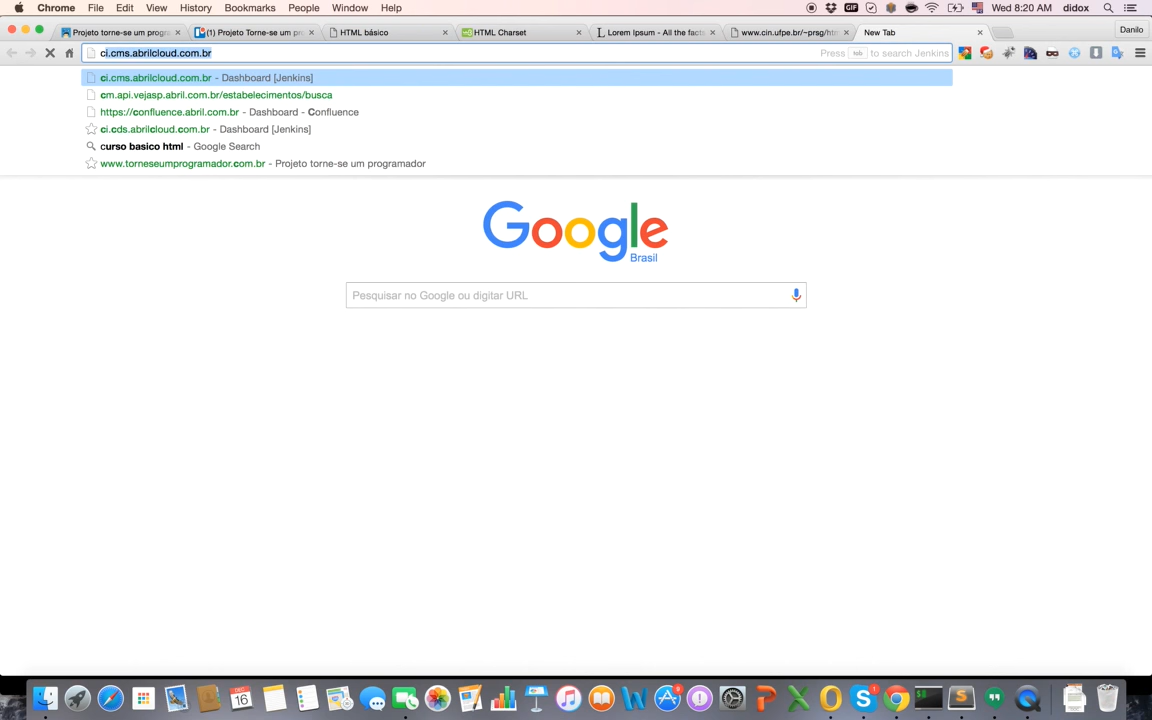 Chrome File Edit View History Bookmarks People Window Help GIF Wed 8:20 AM didox
Projeto torne-se um progra (1) Projeto Torne-se um pro HTML básico HTML Charset Lorem Ipsum - All the facts www.cin.ufpe.br/~prsg/htm New Tab Danilo
ci.cms.abrilcloud.com.br Press tab to search Jenkins
ci.cms.abrilcloud.com.br - Dashboard [Jenkins]
cm.api.vejasp.abril.com.br/estabelecimentos/busca
https://confluence.abril.com.br - Dashboard - Confluence
ci.cds.abrilcloud.com.br - Dashboard [Jenkins]
curso basico html - Google Search
www.torneseumprogramador.com.br - Projeto torne-se um programador
Google
Brasil
Pesquisar no Google ou digitar URL
16